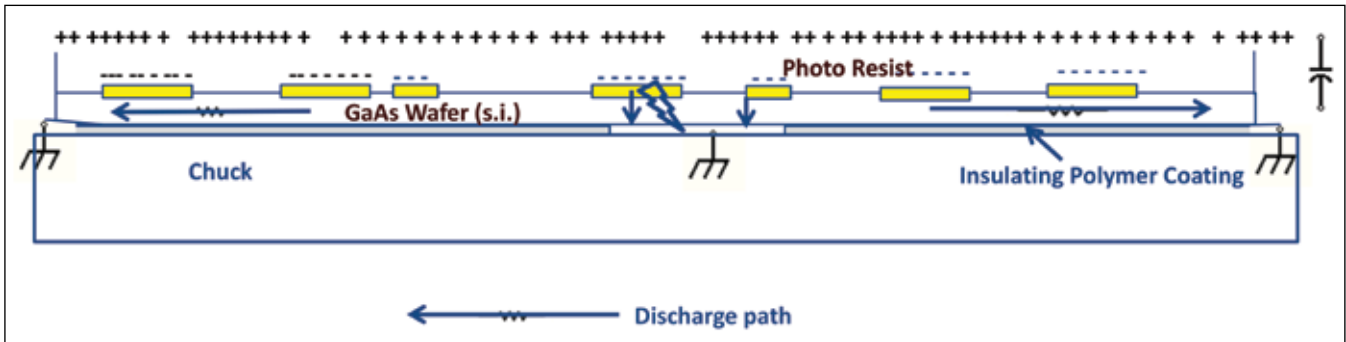 ++ +++++ + ++++++++ + + + + + + + + + + + + +++ +++++ ++++++ ++ + ++ ++++ + ++++++ + + + + + + + + + + ++ ++
Photo Resist
GaAs Wafer (s.i.)
Chuck
Insulating Polymer Coating
Discharge path